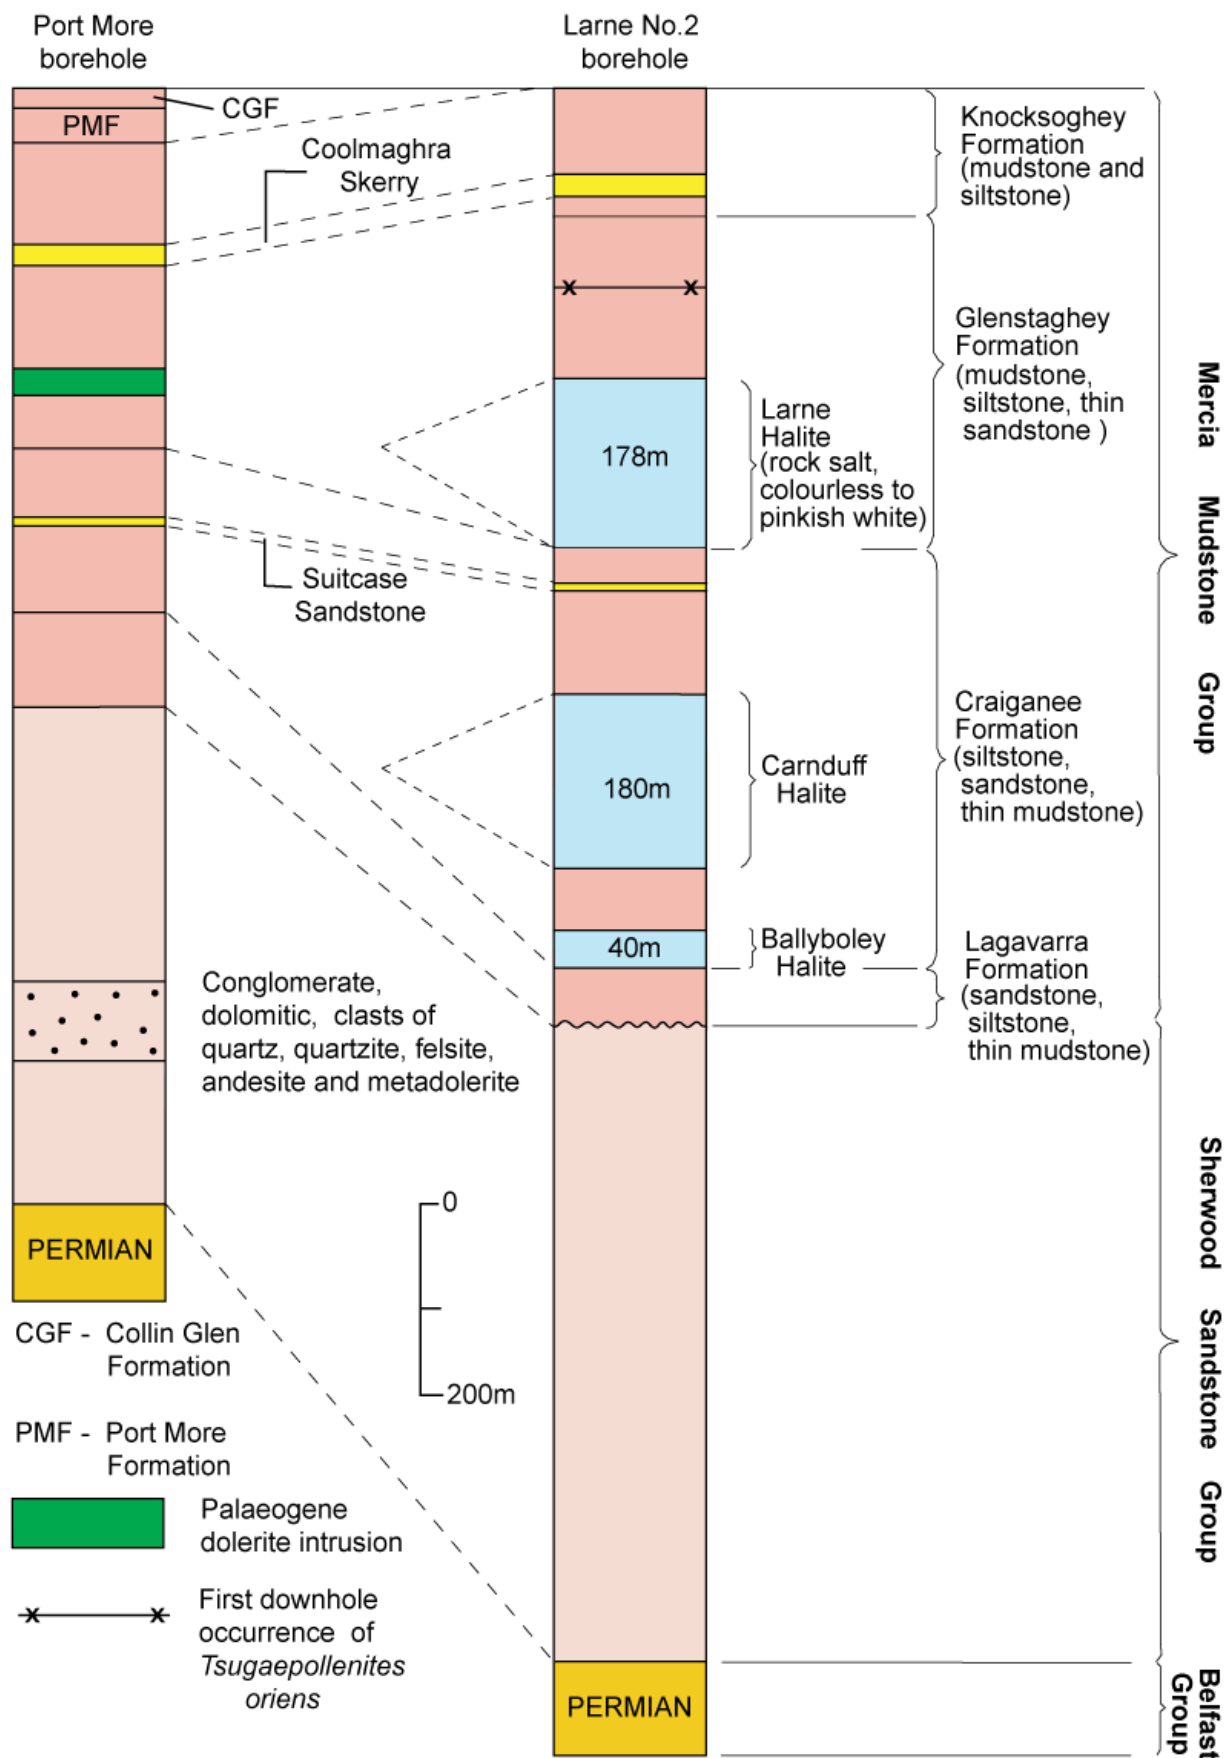 Port More
borehole
Larne No.2
borehole
CGF
PMF
Coolmaghra
Skerry
Knocksoghey
Formation
(mudstone and
siltstone)
x x
Glenstaghey
Formation
(mudstone,
siltstone, thin
sandstone )
Larne
Halite
(rock salt,
colourless to
pinkish white)
178m
Suitcase
Sandstone
Mercia Mudstone Group
Craiganee
Formation
(siltstone,
sandstone,
thin mudstone)
Carnduff
Halite
180m
Ballyboley
Halite
40m
Lagavarra
Formation
(sandstone,
siltstone,
thin mudstone)
Conglomerate,
dolomitic, clasts of
quartz, quartzite, felsite,
andesite and metadolerite
Sherwood Sandstone Group
0
200m
PERMIAN
CGF - Collin Glen
Formation
PMF - Port More
Formation
Palaeogene
dolerite intrusion
x x
First downhole
occurrence of
Tsugaepollenites
oriens
PERMIAN
Belfast
Group